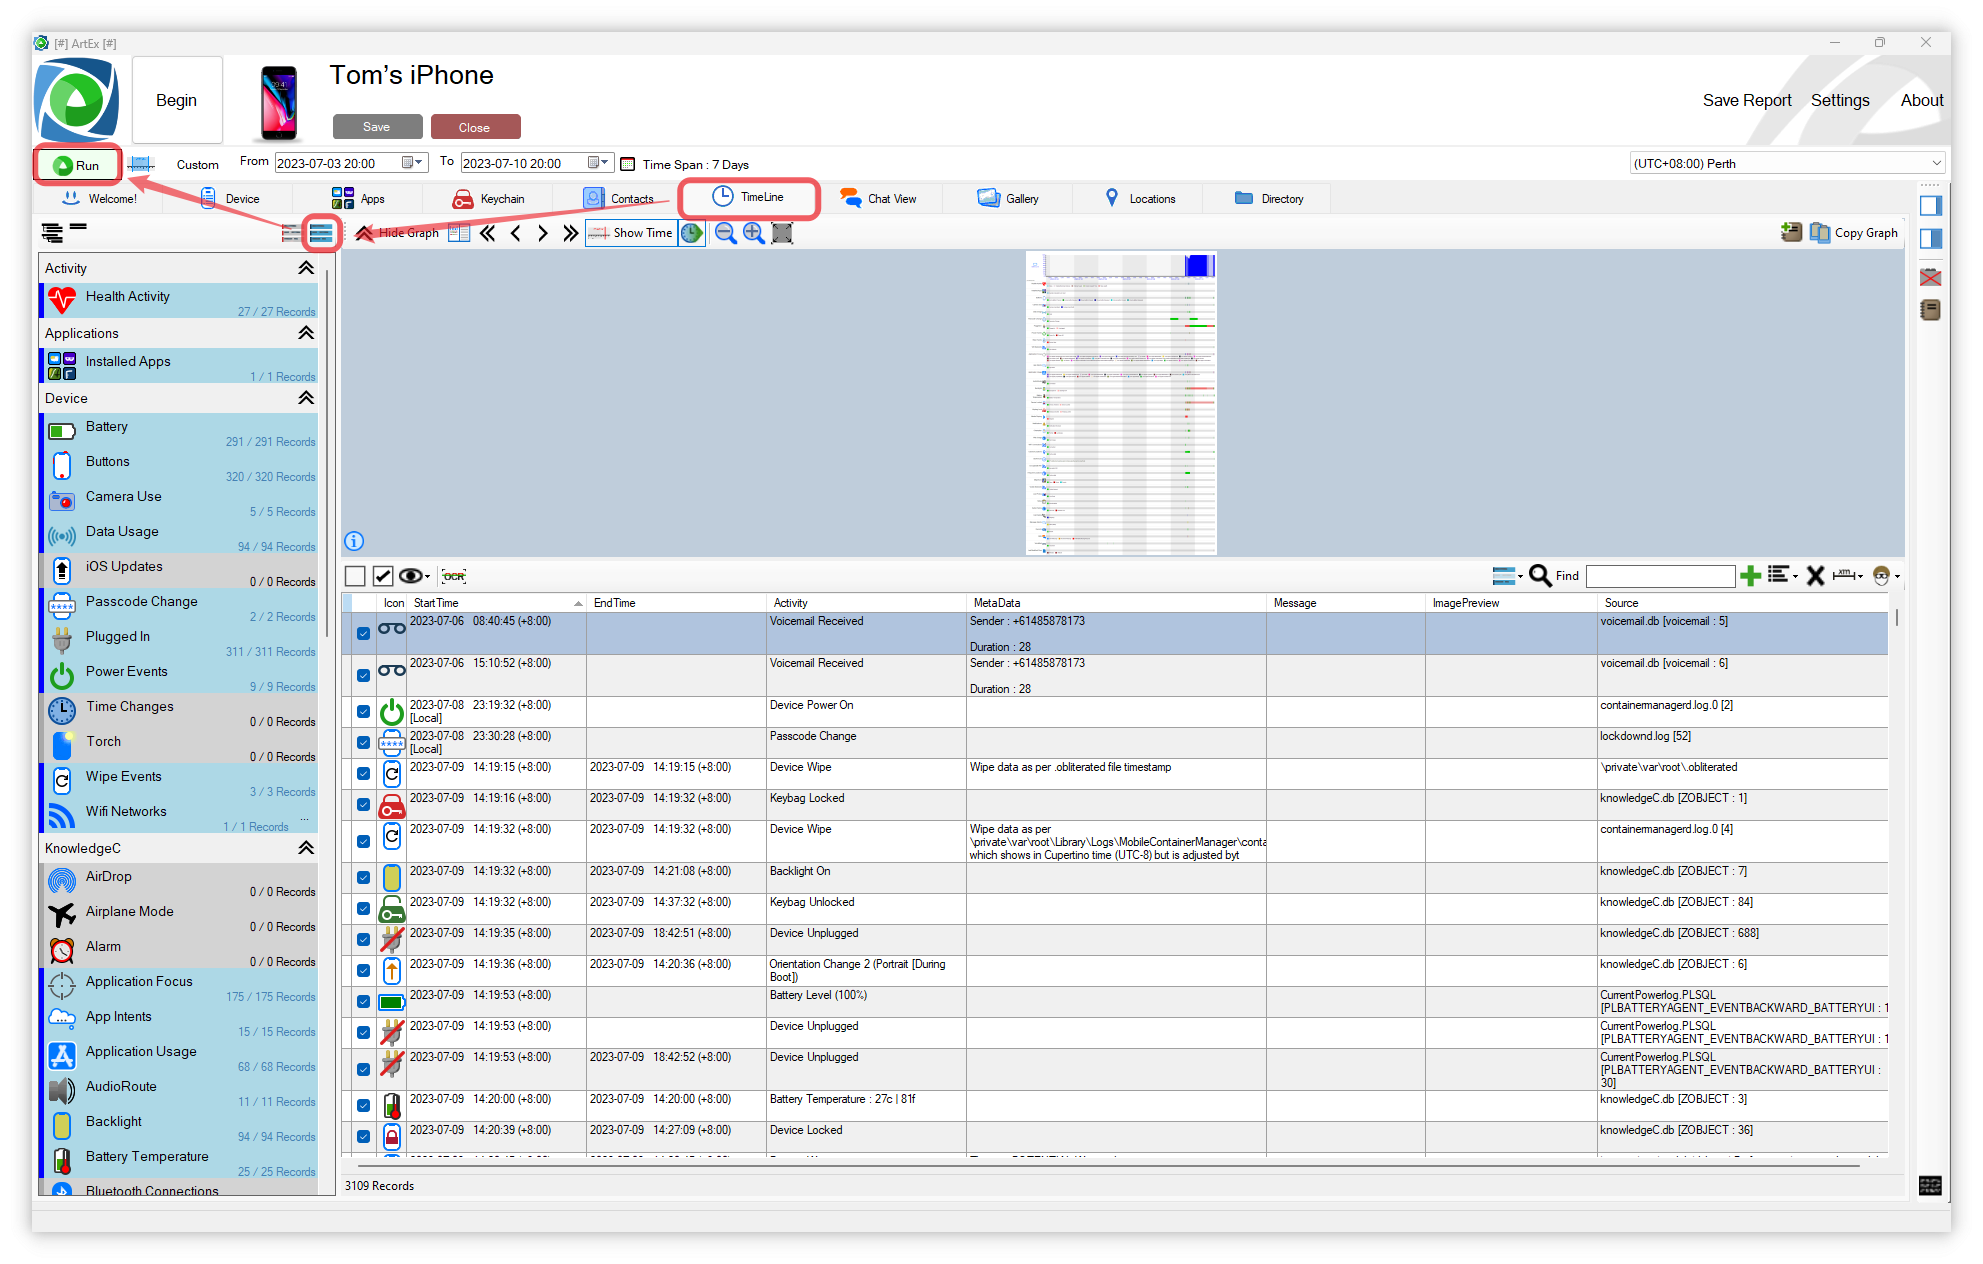 [#] ArtEx [#]
Begin
Tom's iPhone
Save
Close
Save Report
Settings
About
Run
Custom
From
2023-07-03 20:00
To
2023-07-10 20:00
Time Span : 7 Days
(UTC+08:00) Perth
Welcome!
Device
Apps
Keychain
Contacts
TimeLine
Chat View
Gallery
Locations
Directory
Hide Graph
Show Time
Copy Graph
Activity
Health Activity
27 / 27 Records
Applications
Installed Apps
1 / 1 Records
Device
Battery
291 / 291 Records
Buttons
320 / 320 Records
Camera Use
5 / 5 Records
Data Usage
94 / 94 Records
iOS Updates
0 / 0 Records
Passcode Change
2 / 2 Records
Plugged In
311 / 311 Records
Power Events
9 / 9 Records
Time Changes
0 / 0 Records
Torch
0 / 0 Records
Wipe Events
3 / 3 Records
Wifi Networks
...
1 / 1 Records
KnowledgeC
AirDrop
0 / 0 Records
Airplane Mode
0 / 0 Records
Alarm
0 / 0 Records
Application Focus
175 / 175 Records
App Intents
15 / 15 Records
Application Usage
68 / 68 Records
AudioRoute
11 / 11 Records
Backlight
94 / 94 Records
Battery Temperature
25 / 25 Records
Bluetooth Connections
OCR
Find
Icon StartTime EndTime Activity MetaData Message ImagePreview Source
2023-07-06 08:40:45 (+8:00) Voicemail Received Sender : +61485878173 voicemail.db [voicemail : 5]
Duration : 28
2023-07-06 15:10:52 (+8:00) Voicemail Received Sender : +61485878173 voicemail.db [voicemail : 6]
Duration : 28
2023-07-08 23:19:32 (+8:00) Device Power On containermanagerd.log.0 [2]
[Local]
2023-07-08 23:30:28 (+8:00) Passcode Change lockdownd.log [52]
[Local]
2023-07-09 14:19:15 (+8:00) 2023-07-09 14:19:15 (+8:00) Device Wipe Wipe data as per .obliterated file timestamp \private\var\root\.obliterated
2023-07-09 14:19:16 (+8:00) 2023-07-09 14:19:32 (+8:00) Keybag Locked knowledgeC.db [ZOBJECT : 1]
2023-07-09 14:19:32 (+8:00) 2023-07-09 14:19:32 (+8:00) Device Wipe Wipe data as per containermanagerd.log.0 [4]
\private\var\root\Library\Logs\MobileContainerManager\conta
which shows in Cupertino time (UTC-8) but is adjusted byt
2023-07-09 14:19:32 (+8:00) 2023-07-09 14:21:08 (+8:00) Backlight On knowledgeC.db [ZOBJECT : 7]
2023-07-09 14:19:32 (+8:00) 2023-07-09 14:37:32 (+8:00) Keybag Unlocked knowledgeC.db [ZOBJECT : 84]
2023-07-09 14:19:35 (+8:00) 2023-07-09 18:42:51 (+8:00) Device Unplugged knowledgeC.db [ZOBJECT : 688]
2023-07-09 14:19:36 (+8:00) 2023-07-09 14:20:36 (+8:00) Orientation Change 2 (Portrait [During knowledgeC.db [ZOBJECT : 6]
Boot])
2023-07-09 14:19:53 (+8:00) Battery Level (100%) CurrentPowerlog.PLSQL
[PLBATTERYAGENT_EVENTBACKWARD_BATTERYUI : 1
2023-07-09 14:19:53 (+8:00) Device Unplugged CurrentPowerlog.PLSQL
[PLBATTERYAGENT_EVENTBACKWARD_BATTERYUI : 1
2023-07-09 14:19:53 (+8:00) 2023-07-09 18:42:52 (+8:00) Device Unplugged CurrentPowerlog.PLSQL
[PLBATTERYAGENT_EVENTBACKWARD_BATTERYUI :
30]
2023-07-09 14:20:00 (+8:00) 2023-07-09 14:20:00 (+8:00) Battery Temperature : 27c | 81f knowledgeC.db [ZOBJECT : 3]
2023-07-09 14:20:39 (+8:00) 2023-07-09 14:27:09 (+8:00) Device Locked knowledgeC.db [ZOBJECT : 36]
3109 Records